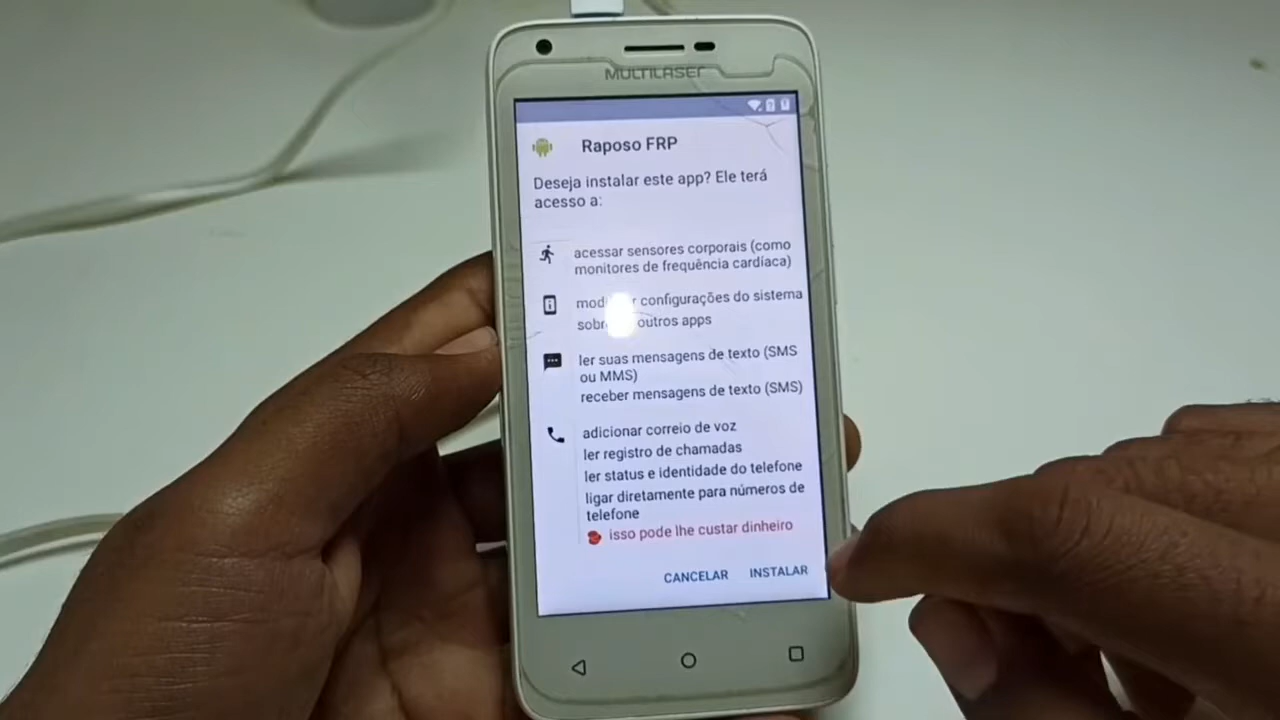 MULTILASER
Raposo FRP
Deseja instalar este app? Ele terá
acesso a:
acessar sensores corporais (como
monitores de frequência cardíaca)
configurações do sistema
outros apps
ler suas mensagens de texto (SMS
ou MMS)
receber mensagens de texto (SMS)
adicionar correio de voz
ler registro de chamadas
ler status e identidade do telefone
ligar diretamente para números de
telefone
isso pode lhe custar dinheiro
CANCELAR INSTALAR